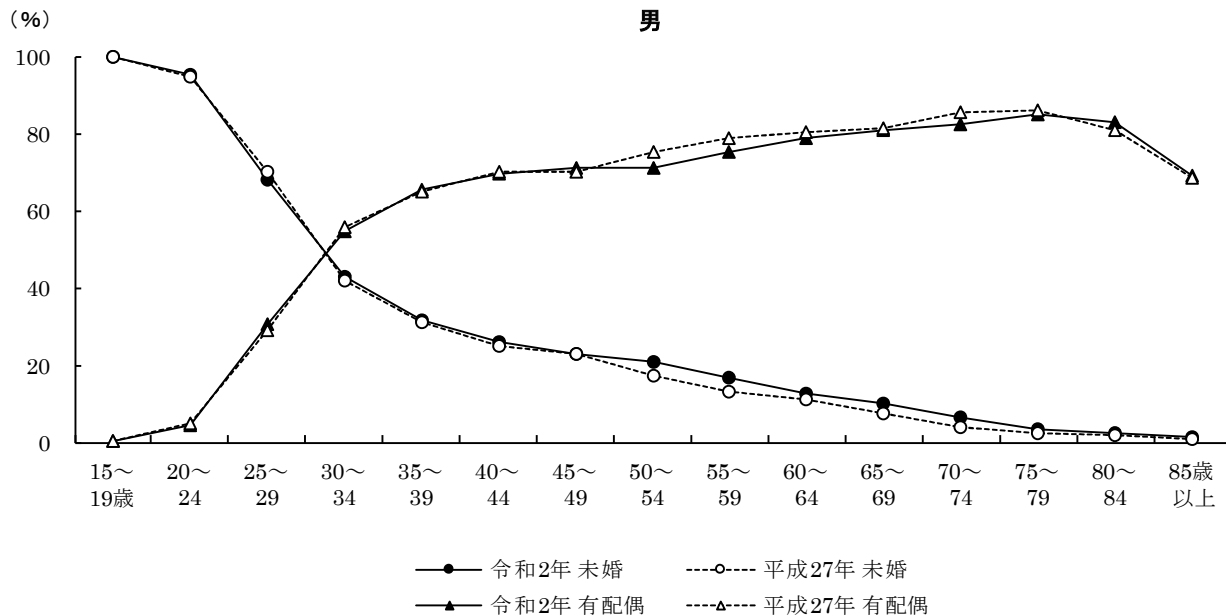 （％）
男
100
80
60
40
20
0
15～ 20～ 25～ 30～ 35～ 40～ 45～ 50～ 55～ 60～ 65～ 70～ 75～ 80～ 85歳
19歳 24 29 34 39 44 49 54 59 64 69 74 79 84 以上
令和2年 未婚 平成27年 未婚
令和2年 有配偶 平成27年 有配偶